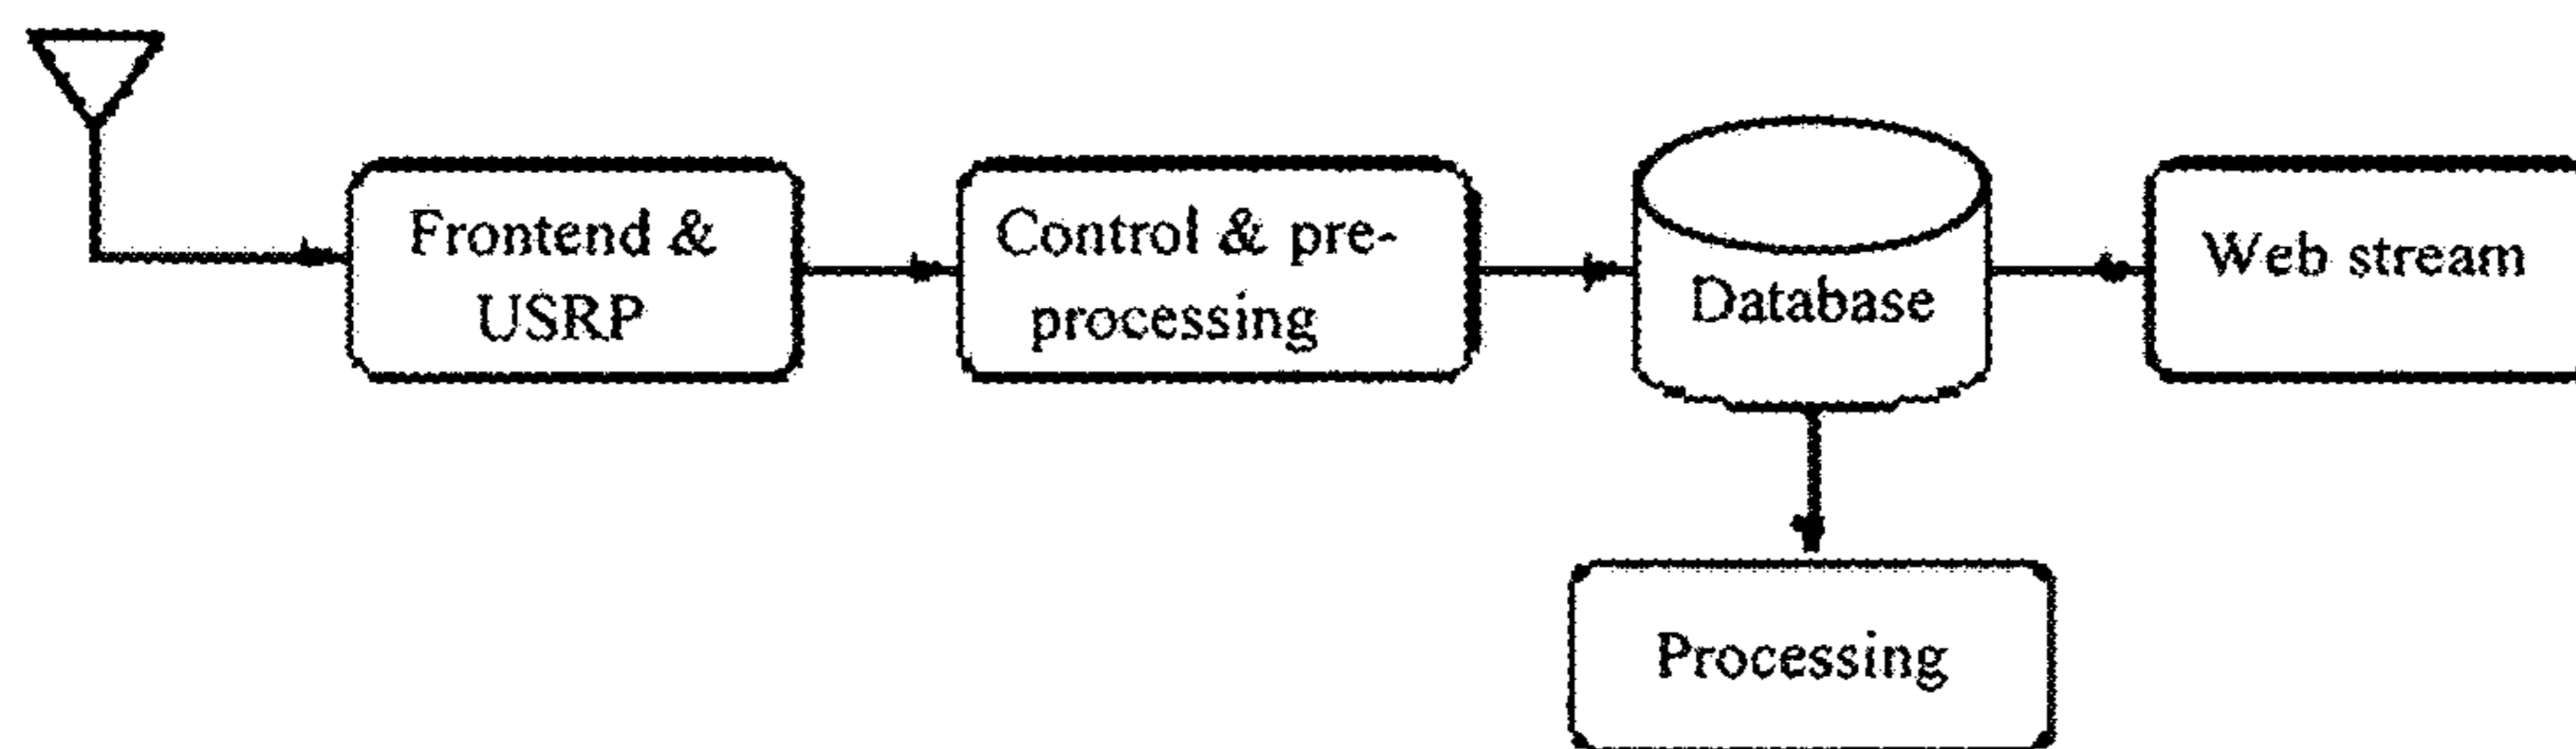 Frontend &
USRP
Control & pre-
processing
Database
Web stream
Processing